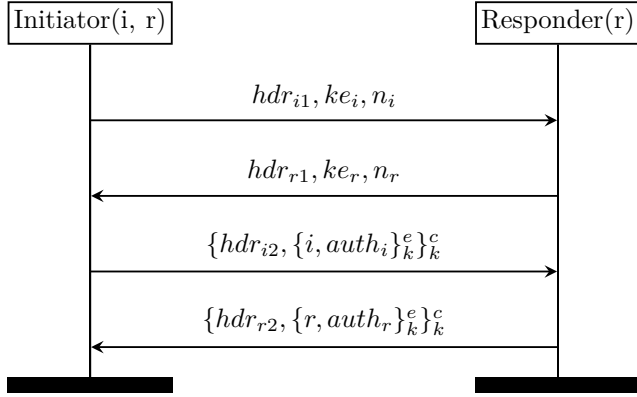 Initiator(i, r)
Responder(r)
hdr_{i1}, ke_i, n_i
hdr_{r1}, ke_r, n_r
{hdr_{i2}, {i, auth_i}^e_k}^c_k
{hdr_{r2}, {r, auth_r}^e_k}^c_k